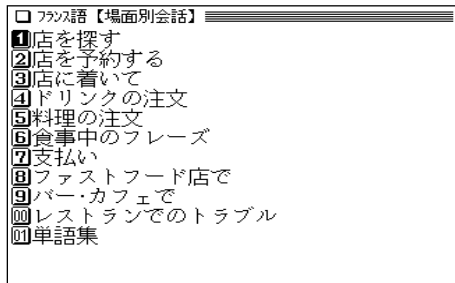 フランス語【場面別会話】
1店を探す
2店を予約する
3店に着いて
4ドリンクの注文
5料理の注文
6食事中のフレーズ
7支払い
8ファストフード店で
9バー・カフェで
00レストランでのトラブル
01単語集